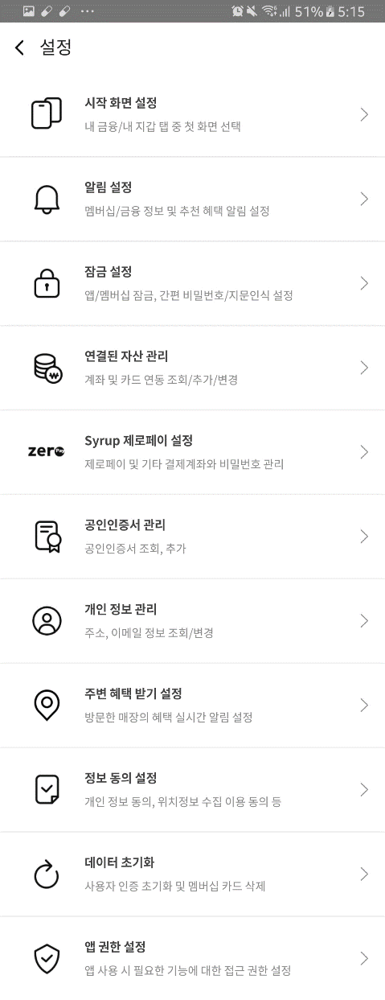 51% 5:15
설정
시작 화면 설정
내 금융/내 지갑 탭 중 첫 화면 선택
알림 설정
멤버십/금융 정보 및 추천 혜택 알림 설정
잠금 설정
앱/멤버십 잠금, 간편 비밀번호/지문인식 설정
연결된 자산 관리
계좌 및 카드 연동 조회/추가/변경
zero Pay
Syrup 제로페이 설정
제로페이 및 기타 결제계좌와 비밀번호 관리
공인인증서 관리
공인인증서 조회, 추가
개인 정보 관리
주소, 이메일 정보 조회/변경
주변 혜택 받기 설정
방문한 매장의 혜택 실시간 알림 설정
정보 동의 설정
개인 정보 동의, 위치정보 수집 이용 동의 등
데이터 초기화
사용자 인증 초기화 및 멤버십 카드 삭제
앱 권한 설정
앱 사용 시 필요한 기능에 대한 접근 권한 설정